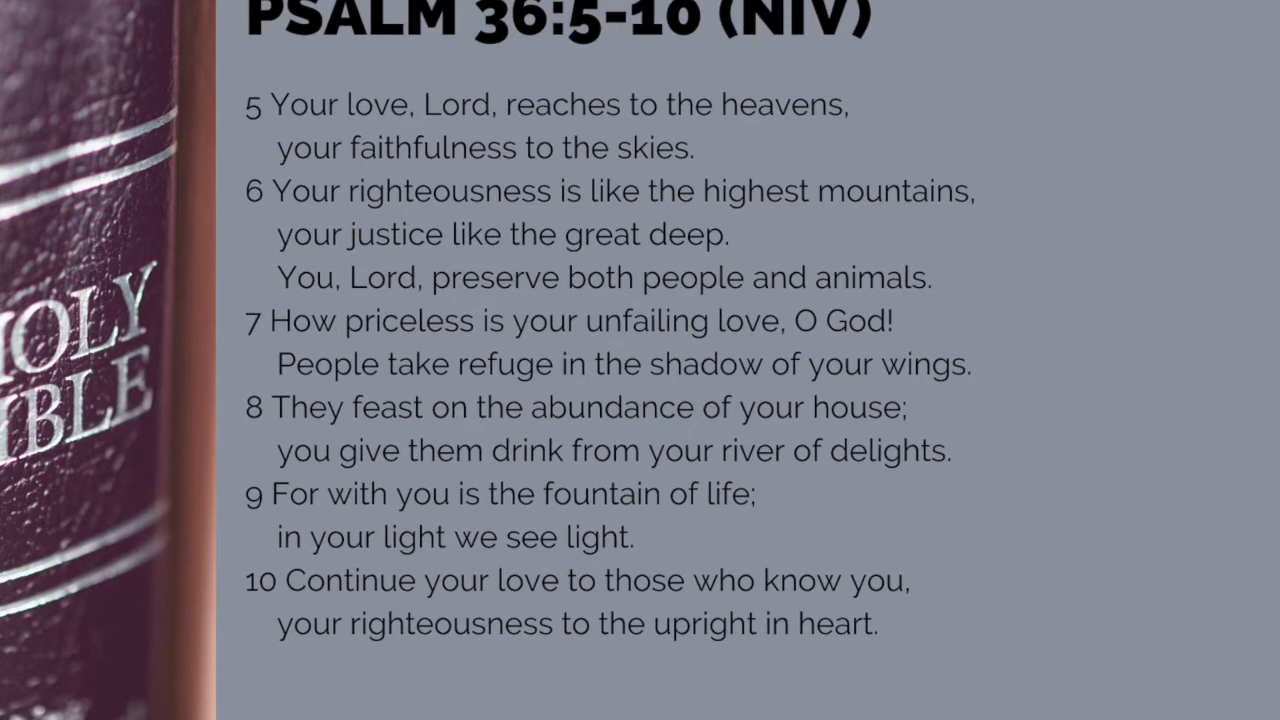 PSALM 36:5-10 (NIV)
5 Your love, Lord, reaches to the heavens,
your faithfulness to the skies.
6 Your righteousness is like the highest mountains,
your justice like the great deep.
You, Lord, preserve both people and animals.
7 How priceless is your unfailing love, O God!
People take refuge in the shadow of your wings.
8 They feast on the abundance of your house;
you give them drink from your river of delights.
9 For with you is the fountain of life;
in your light we see light.
10 Continue your love to those who know you,
your righteousness to the upright in heart.
HOLY
BIBLE